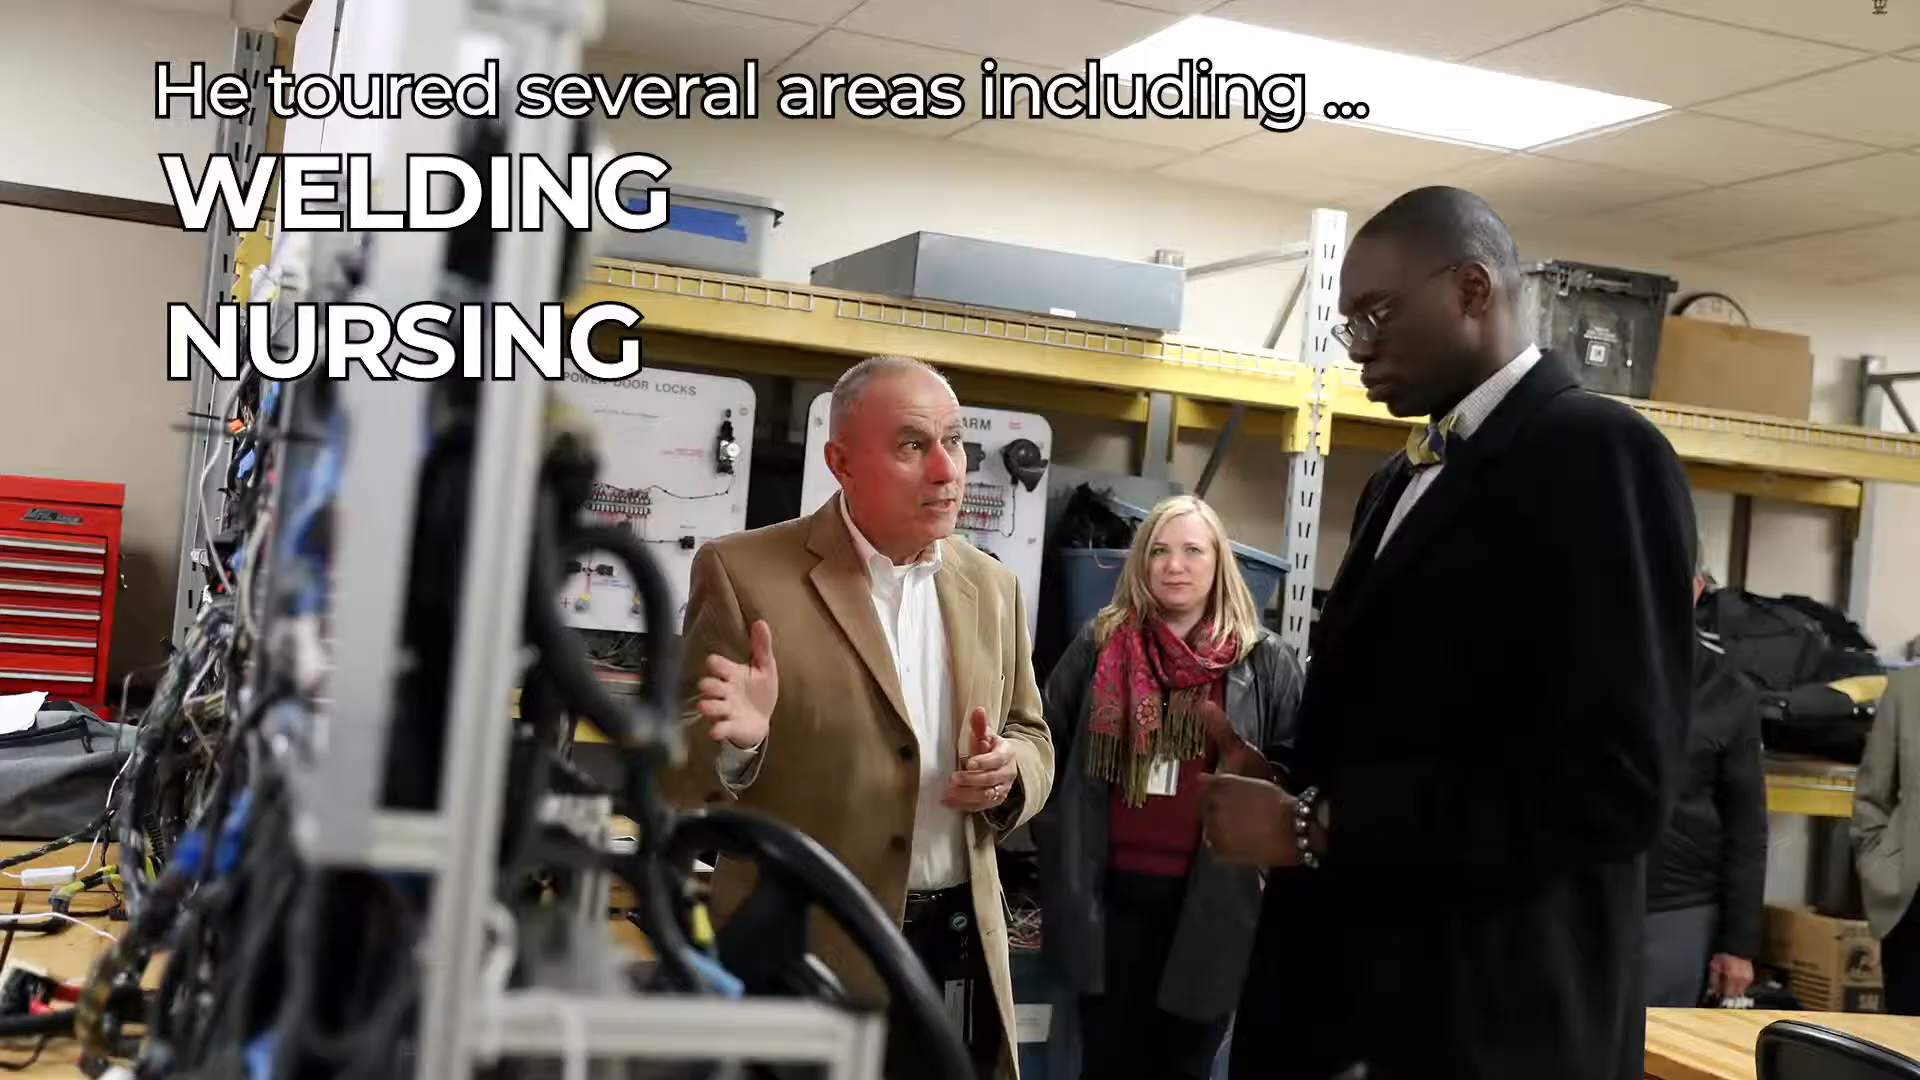 He toured several areas including ...
WELDING
NURSING
POWER DOOR LOCKS
ARM